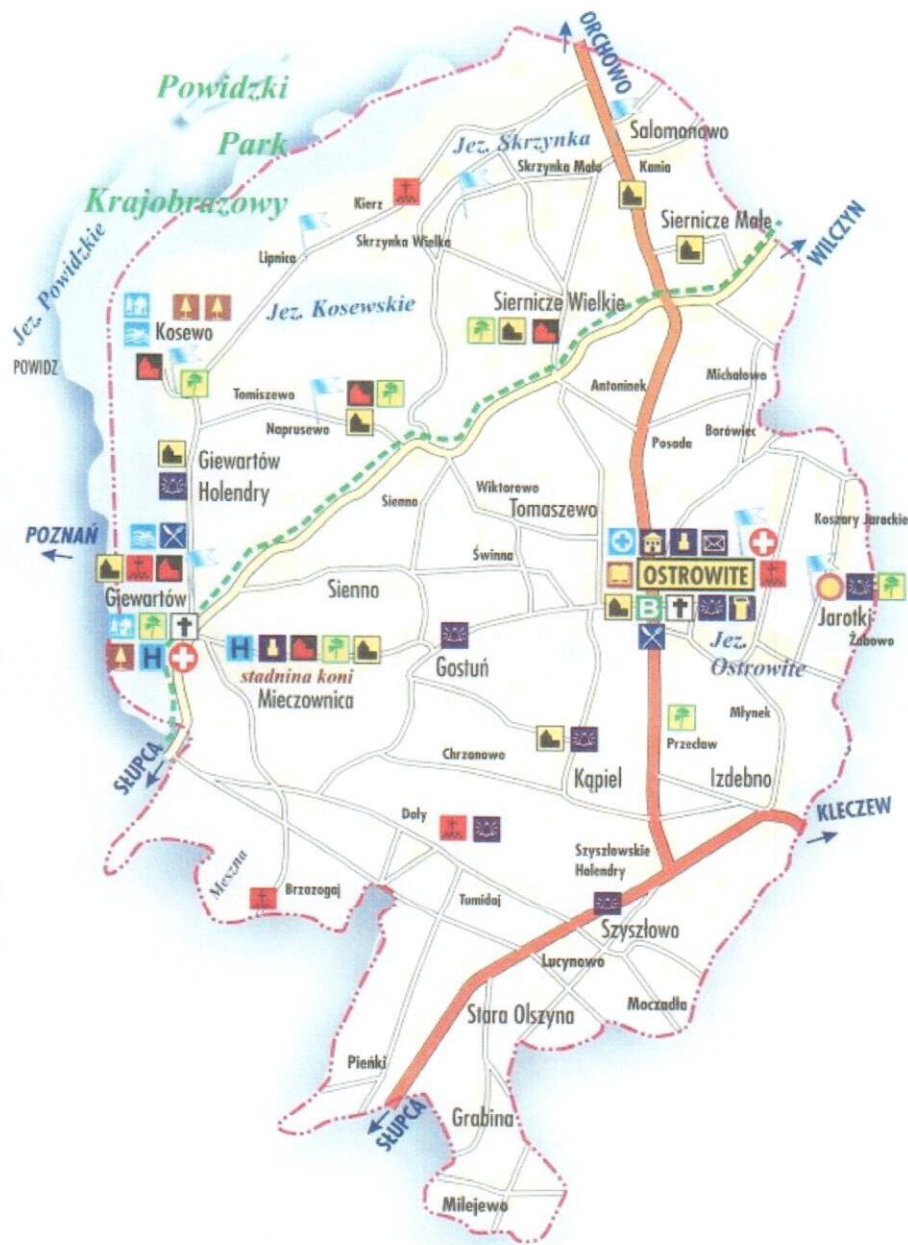 ORCHOWO
Powidzki
Park
Krajobrazowy
Salomonowo
Jez. Skrzynka
Skrzynka Mała
Kania
Kierz
Siernicze Małe
WILCZYN
Skrzynka Wielka
Lipnica
Jez. Powidzkie
Jez. Kosewskie
Siernicze Wielkie
Kosewo
POWIDZ
Tomiszewo
Antoninek
Michałowo
Naprusewo
Posada
Borówiec
Giewartów
Holendry
Sienno
Wiktorowo
Tomaszewo
Koszary Jarockie
POZNAŃ
Świnna
OSTROWITE
Giewartów
Sienno
B
Jarotki
Żabowo
H
H
Gostuń
Jez.
Ostrowite
stadnina koni
Mieczownica
Młynek
Przecław
SŁUPCA
Chrzanowo
Kąpiel
Izdebno
KLECZEW
Doły
Szyszłowskie
Holendry
Meszna
Brzozogaj
Tumidaj
Szyszłowo
Lucynowo
Moczadła
Stara Olszyna
Pieńki
SŁUPCA
Grabina
Milejewo